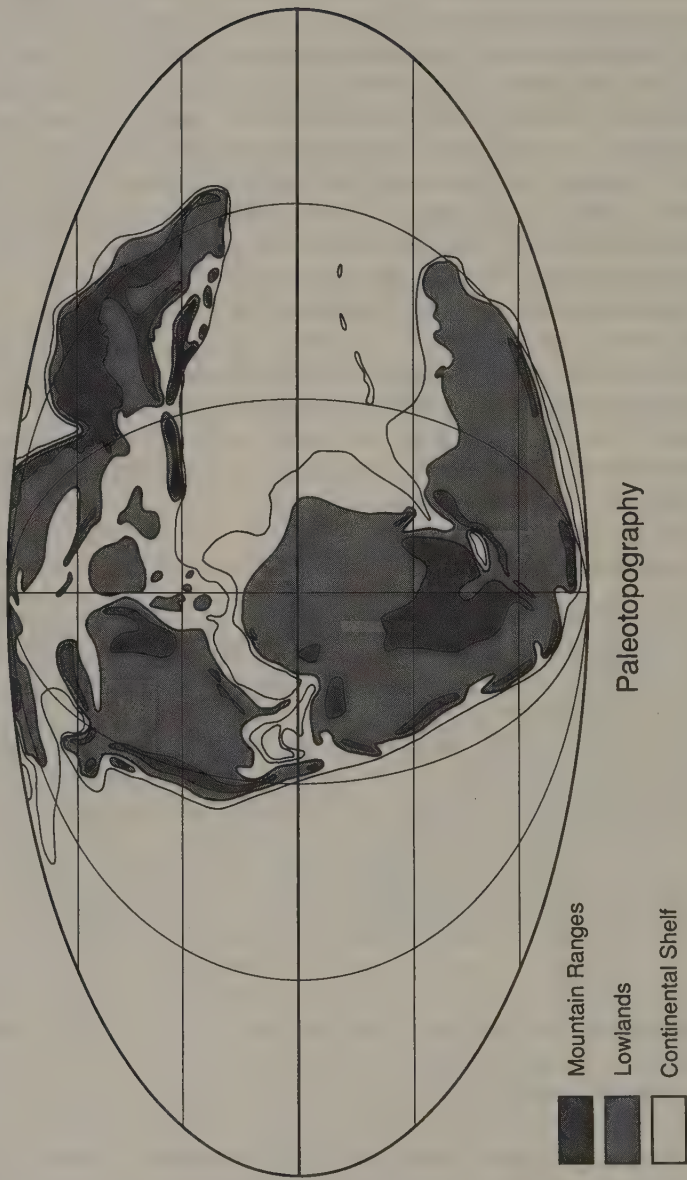 Paleotopography
Mountain Ranges
Lowlands
Continental Shelf